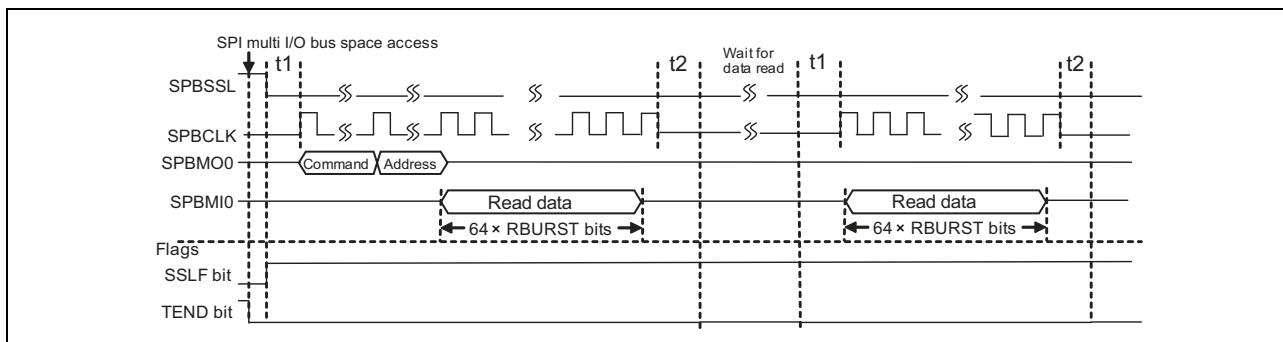 SPI multi I/O bus space access
t1
t2
Wait for
data read
t1
t2
SPBSSL
SPBCLK
SPBMO0
Command
Address
SPBMI0
Read data
Read data
64 × RBURST bits
64 × RBURST bits
Flags
SSLF bit
TEND bit